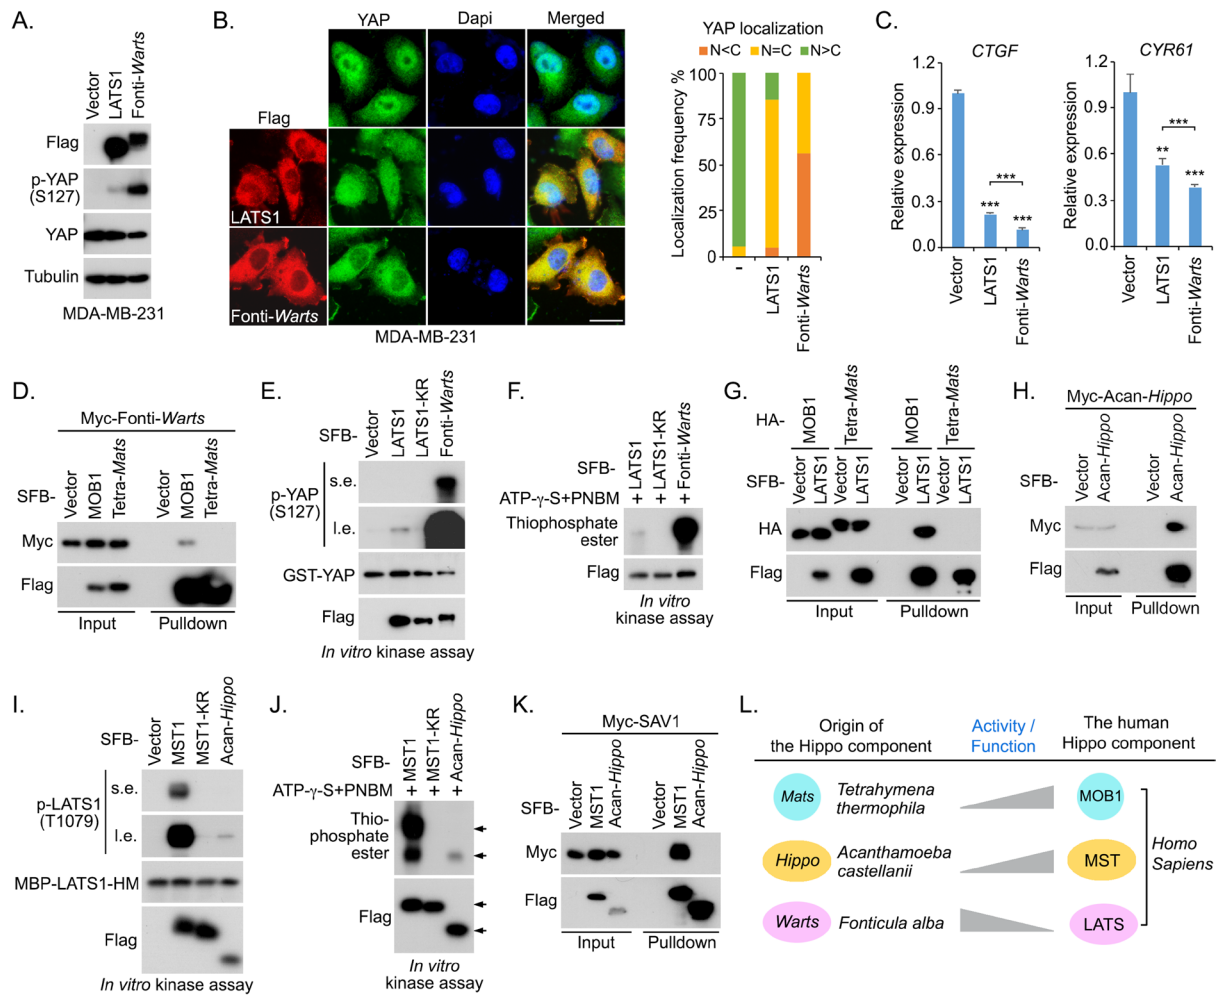 A.
Vector
LATS1
Fonti-Warts
Flag
p-YAP
(S127)
YAP
Tubulin
MDA-MB-231
B.
YAP
Dapi
Merged
Flag
LATS1
Fonti-Warts
MDA-MB-231
YAP localization
N<C
N=C
N>C
Localization frequency %
100
75
50
25
0
-
LATS1
Fonti-Warts
C.
CTGF
Relative expression
1.2
0.9
0.6
0.3
0.0
***
***
***
Vector
LATS1
Fonti-Warts
CYR61
Relative expression
1.2
0.9
0.6
0.3
0.0
***
**
***
Vector
LATS1
Fonti-Warts
D.
Myc-Fonti-Warts
SFB-
Vector
MOB1
Tetra-Mats
Vector
MOB1
Tetra-Mats
Myc
Flag
Input
Pulldown
E.
SFB-
Vector
LATS1
LATS1-KR
Fonti-Warts
p-YAP
(S127)
s.e.
l.e.
GST-YAP
Flag
In vitro kinase assay
F.
SFB-
LATS1
LATS1-KR
Fonti-Warts
ATP-γ-S+PNBM + + +
Thiophosphate
ester
Flag
In vitro
kinase assay
G.
HA-
MOB1
Tetra-Mats
MOB1
Tetra-Mats
SFB-
Vector
LATS1
Vector
LATS1
Vector
LATS1
Vector
LATS1
HA
Flag
Input
Pulldown
H.
Myc-Acan-Hippo
SFB-
Vector
Acan-Hippo
Vector
Acan-Hippo
Myc
Flag
Input
Pulldown
I.
SFB-
Vector
MST1
MST1-KR
Acan-Hippo
p-LATS1
(T1079)
s.e.
l.e.
MBP-LATS1-HM
Flag
In vitro kinase assay
J.
SFB-
MST1
MST1-KR
Acan-Hippo
ATP-γ-S+PNBM + + +
Thio-
phosphate
ester
Flag
In vitro
kinase assay
K.
Myc-SAV1
SFB-
Vector
MST1
Acan-Hippo
Vector
MST1
Acan-Hippo
Myc
Flag
Input
Pulldown
L.
Origin of
the Hippo component
Activity /
Function
The human
Hippo component
Mats
Tetrahymena
thermophila
MOB1
Hippo
Acanthamoeba
castellanii
MST
Warts
Fonticula alba
LATS
Homo
Sapiens